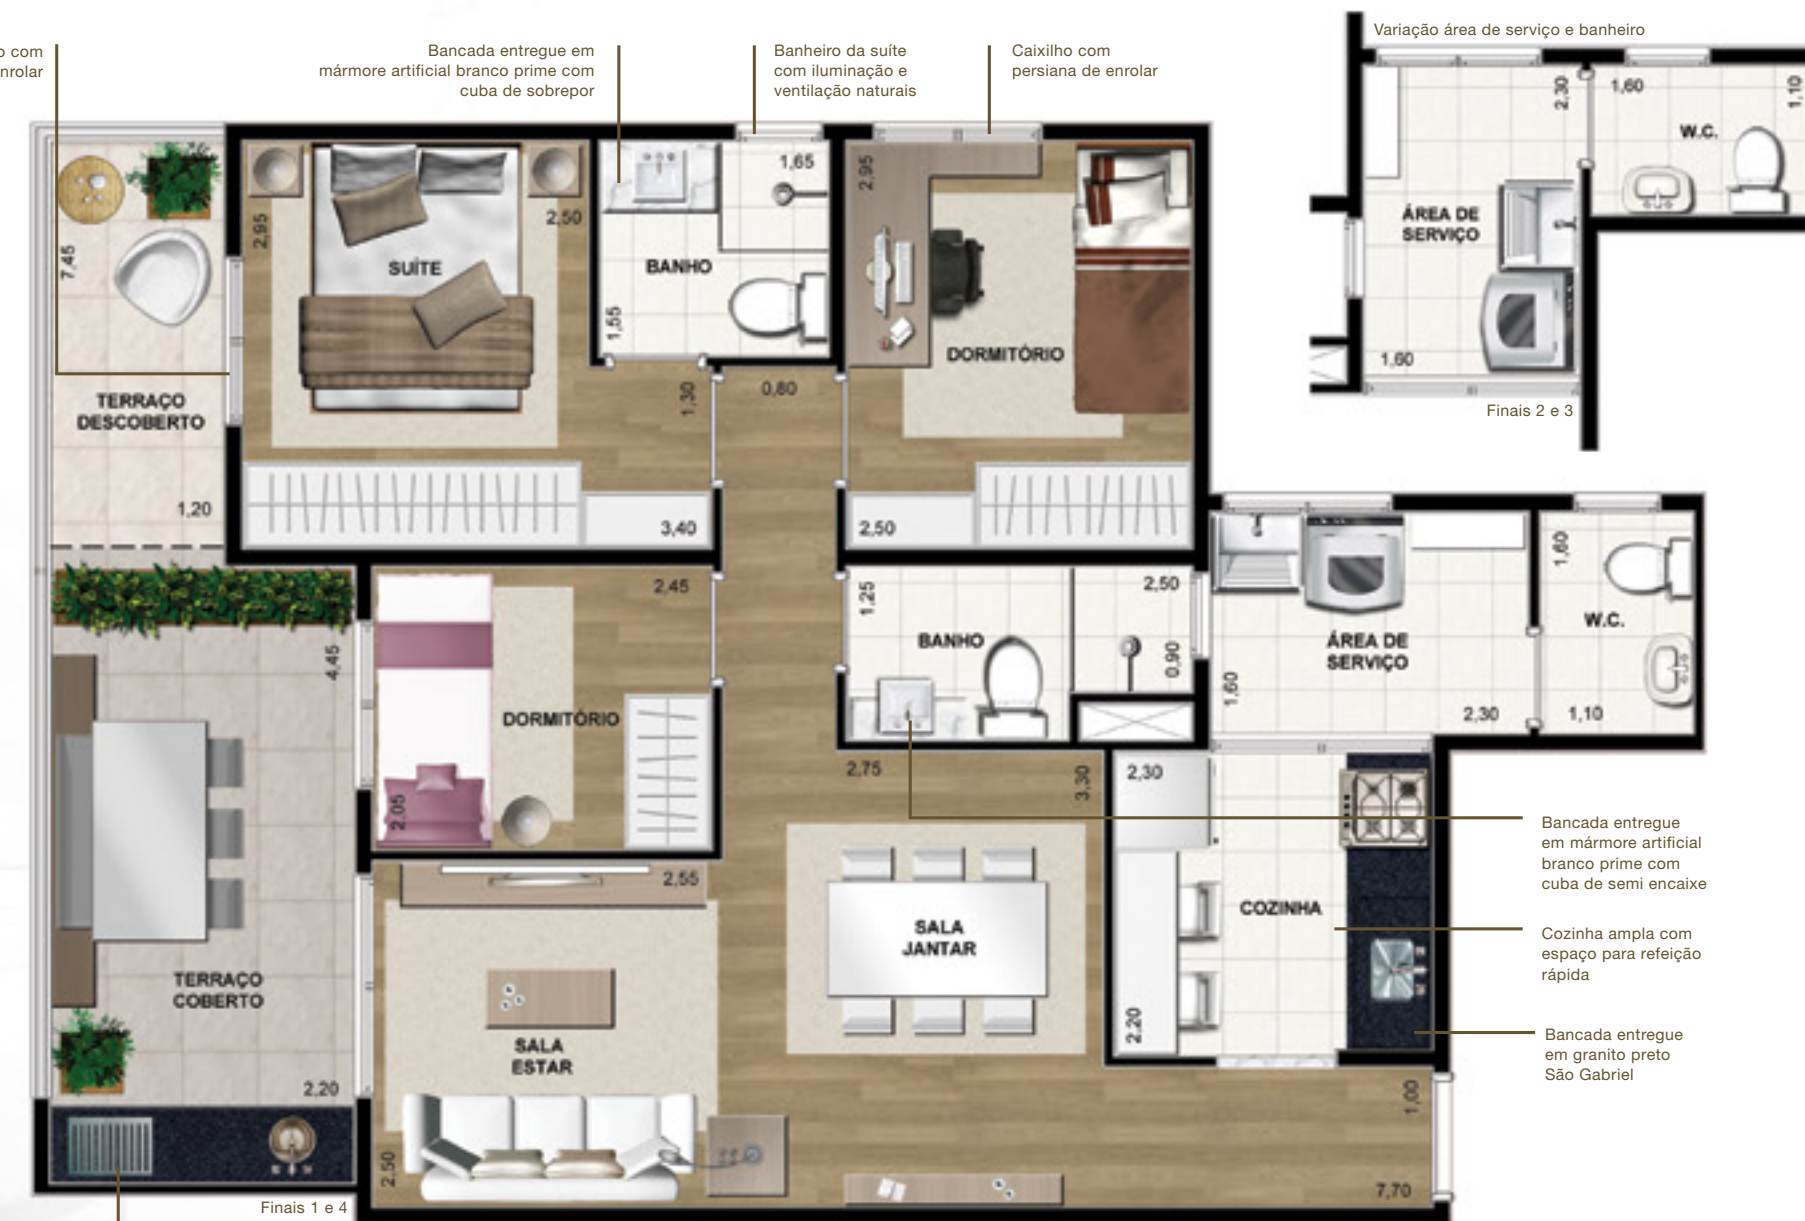 o com
nrolar
Bancada entregue em
mármore artificial branco prime com
cuba de sobrepor
Banheiro da suíte
com iluminação e
ventilação naturais
Caixilho com
persiana de enrolar
Variação área de serviço e banheiro
2,30
1,60
1,10
W.C.
ÁREA DE
SERVIÇO
1,60
Finais 2 e 3
7,45
2,95
2,50
SUÍTE
1,65
BANHO
1,55
2,95
DORMITÓRIO
TERRAÇO
DESCOBERTO
1,30
0,80
1,20
3,40
2,50
2,45
4,45
DORMITÓRIO
2,05
1,25
2,50
BANHO
0,90
1,60
ÁREA DE
SERVIÇO
1,60
W.C.
2,30
1,10
2,75
3,30
2,30
2,55
SALA
JANTAR
COZINHA
2,20
TERRAÇO
COBERTO
SALA
ESTAR
2,20
2,50
1,00
7,70
Bancada entregue
em mármore artificial
branco prime com
cuba de semi encaixe
Cozinha ampla com
espaço para refeição
rápida
Bancada entregue
em granito preto
São Gabriel
Finais 1 e 4